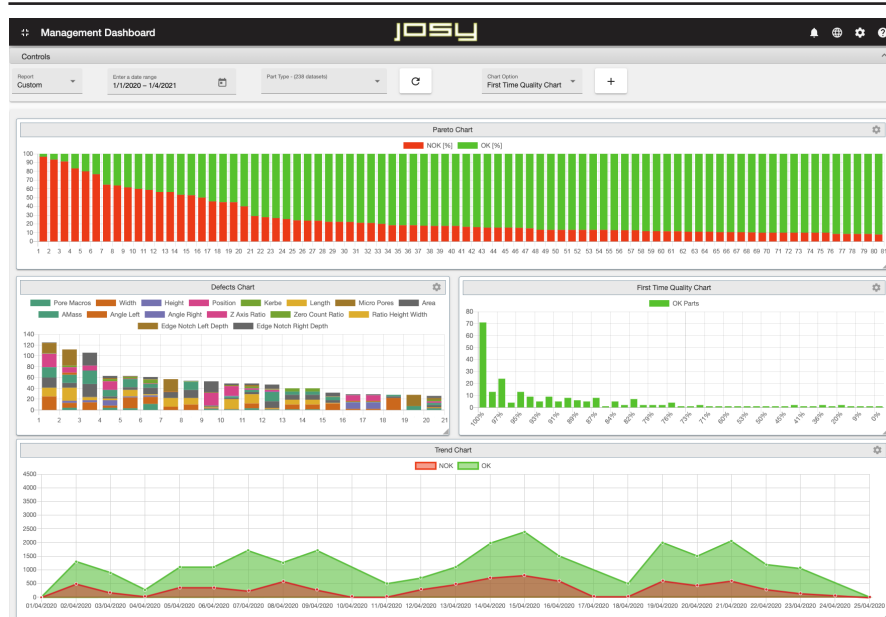 Management Dashboard
josy
Controls
Report
Custom
Enter a date range
1/1/2020 – 1/4/2021
Part Type - (238 datasets)
Chart Option
First Time Quality Chart
+
Pareto Chart
NOK [%] OK [%]
100
90
80
70
60
50
40
30
20
10
0
1 2 3 4 5 6 7 8 9 10 11 12 13 14 15 16 17 18 19 20 21 22 23 24 25 26 27 28 29 30 31 32 33 34 35 36 37 38 39 40 41 42 43 44 45 46 47 48 49 50 51 52 53 54 55 56 57 58 59 60 61 62 63 64 65 66 67 68 69 70 71 72 73 74 75 76 77 78 79 80 81
Defects Chart
Pore Macros Width Height Position Kerbe Length Micro Pores Area
AMass Angle Left Angle Right Z Axis Ratio Zero Count Ratio Ratio Height Width
Edge Notch Left Depth Edge Notch Right Depth
140
120
100
80
60
40
20
0
1 2 3 4 5 6 7 8 9 10 11 12 13 14 15 16 17 18 19 20 21
First Time Quality Chart
OK Parts
80
70
60
50
40
30
20
10
0
100% 97% 95% 93% 91% 89% 87% 84% 82% 79% 76% 73% 71% 60% 53% 50% 45% 41% 36% 20% 9% 0%
Trend Chart
NOK OK
4500
4000
3500
3000
2500
2000
1500
1000
500
0
01/04/2020 02/04/2020 03/04/2020 04/04/2020 05/04/2020 06/04/2020 07/04/2020 08/04/2020 09/04/2020 10/04/2020 11/04/2020 12/04/2020 13/04/2020 14/04/2020 15/04/2020 16/04/2020 17/04/2020 18/04/2020 19/04/2020 20/04/2020 21/04/2020 22/04/2020 23/04/2020 24/04/2020 25/04/2020